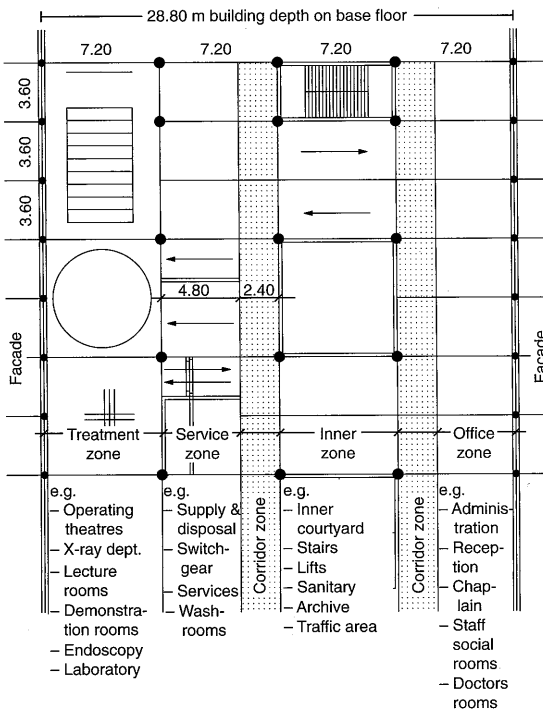 28.80 m building depth on base floor
7.20 7.20 7.20 7.20
3.60
3.60
3.60
4.80 2.40
Facade
Facade
Treatment
zone
Service
zone
Inner
zone
Office
zone
e.g.
– Operating
theatres
– X-ray dept.
– Lecture
rooms
– Demonstra-
tion rooms
– Endoscopy
– Laboratory
e.g.
– Supply &
disposal
– Switch-
gear
– Services
– Wash-
rooms
Corridor zone
e.g.
– Inner
courtyard
– Stairs
– Lifts
– Sanitary
– Archive
– Traffic area
Corridor zone
e.g.
– Adminis-
tration
– Recep-
tion
– Chap-
lain
– Staff
social
rooms
– Doctors
rooms